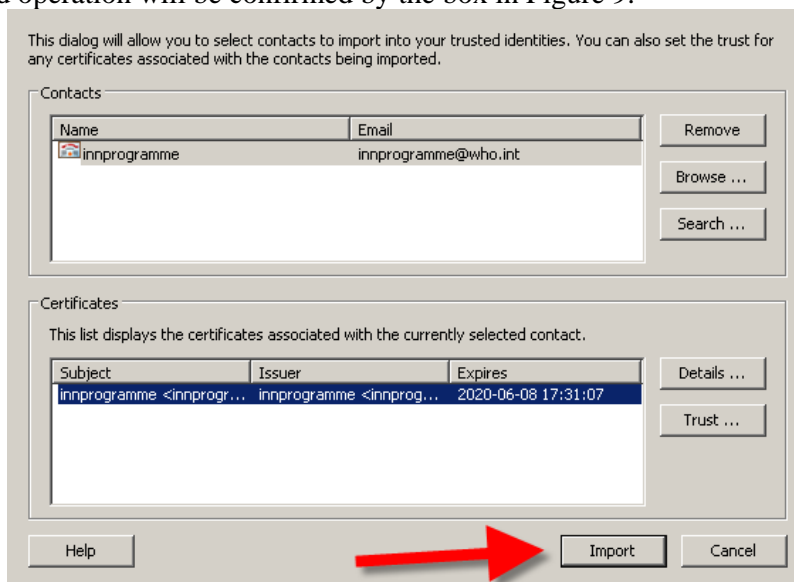 d operation will be confirmed by the box in Figure 9.
This dialog will allow you to select contacts to import into your trusted identities. You can also set the trust for
any certificates associated with the contacts being imported.
Contacts
Name Email
innprogramme innprogramme@who.int
Remove
Browse ...
Search ...
Certificates
This list displays the certificates associated with the currently selected contact.
Subject Issuer Expires
innprogramme <innprogr... innprogramme <innprog... 2020-06-08 17:31:07
Details ...
Trust ...
Help Import Cancel